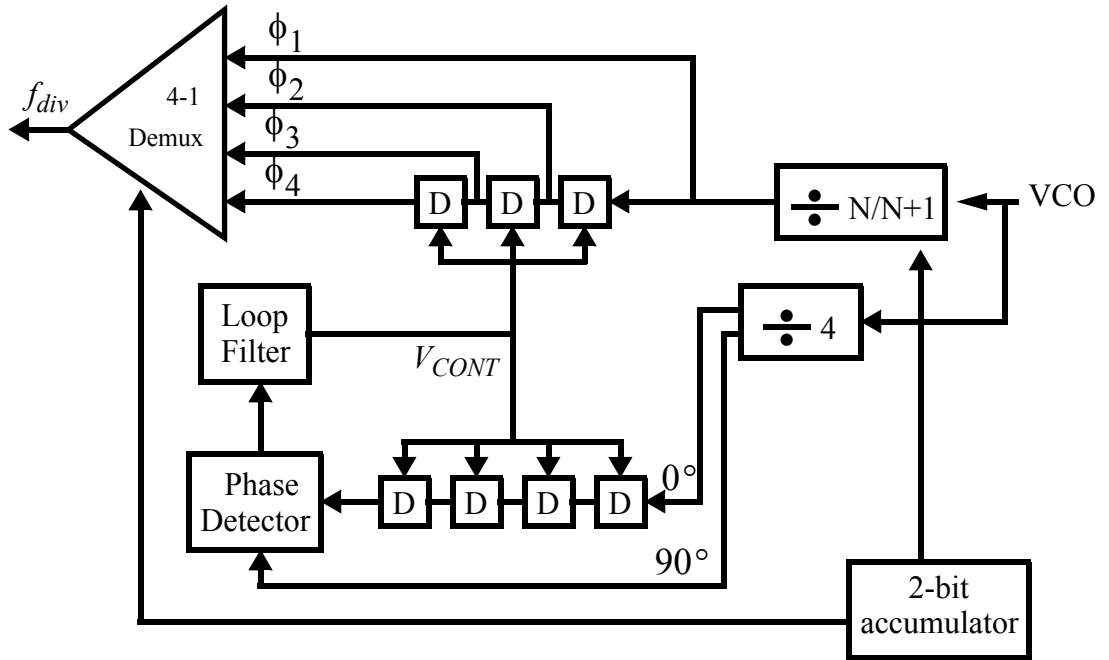 ϕ1
ϕ2
ϕ3
ϕ4
f_div
4-1
Demux
D D D
÷ N/N+1
VCO
÷ 4
Loop
Filter
V_CONT
0°
D D D D
Phase
Detector
90°
2-bit
accumulator